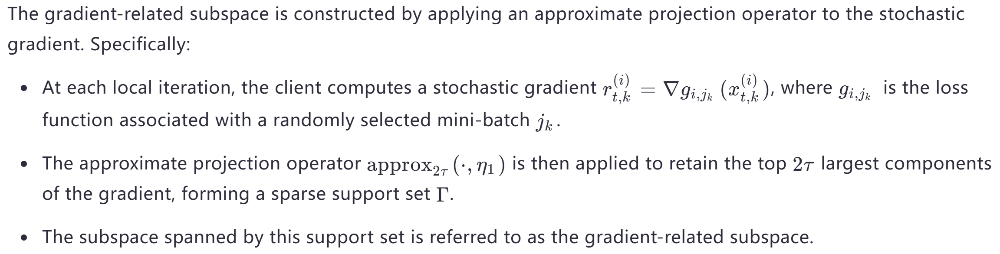 The gradient-related subspace is constructed by applying an approximate projection operator to the stochastic
gradient. Specifically:
• At each local iteration, the client computes a stochastic gradient $r_{t,k}^{(i)} = \nabla g_{i,j_k}(x_{t,k}^{(i)})$, where $g_{i,j_k}$ is the loss
function associated with a randomly selected mini-batch $j_k$.
• The approximate projection operator $\mathrm{approx}_{2\tau}(\cdot, \eta_1)$ is then applied to retain the top $2\tau$ largest components
of the gradient, forming a sparse support set $\Gamma$.
• The subspace spanned by this support set is referred to as the gradient-related subspace.